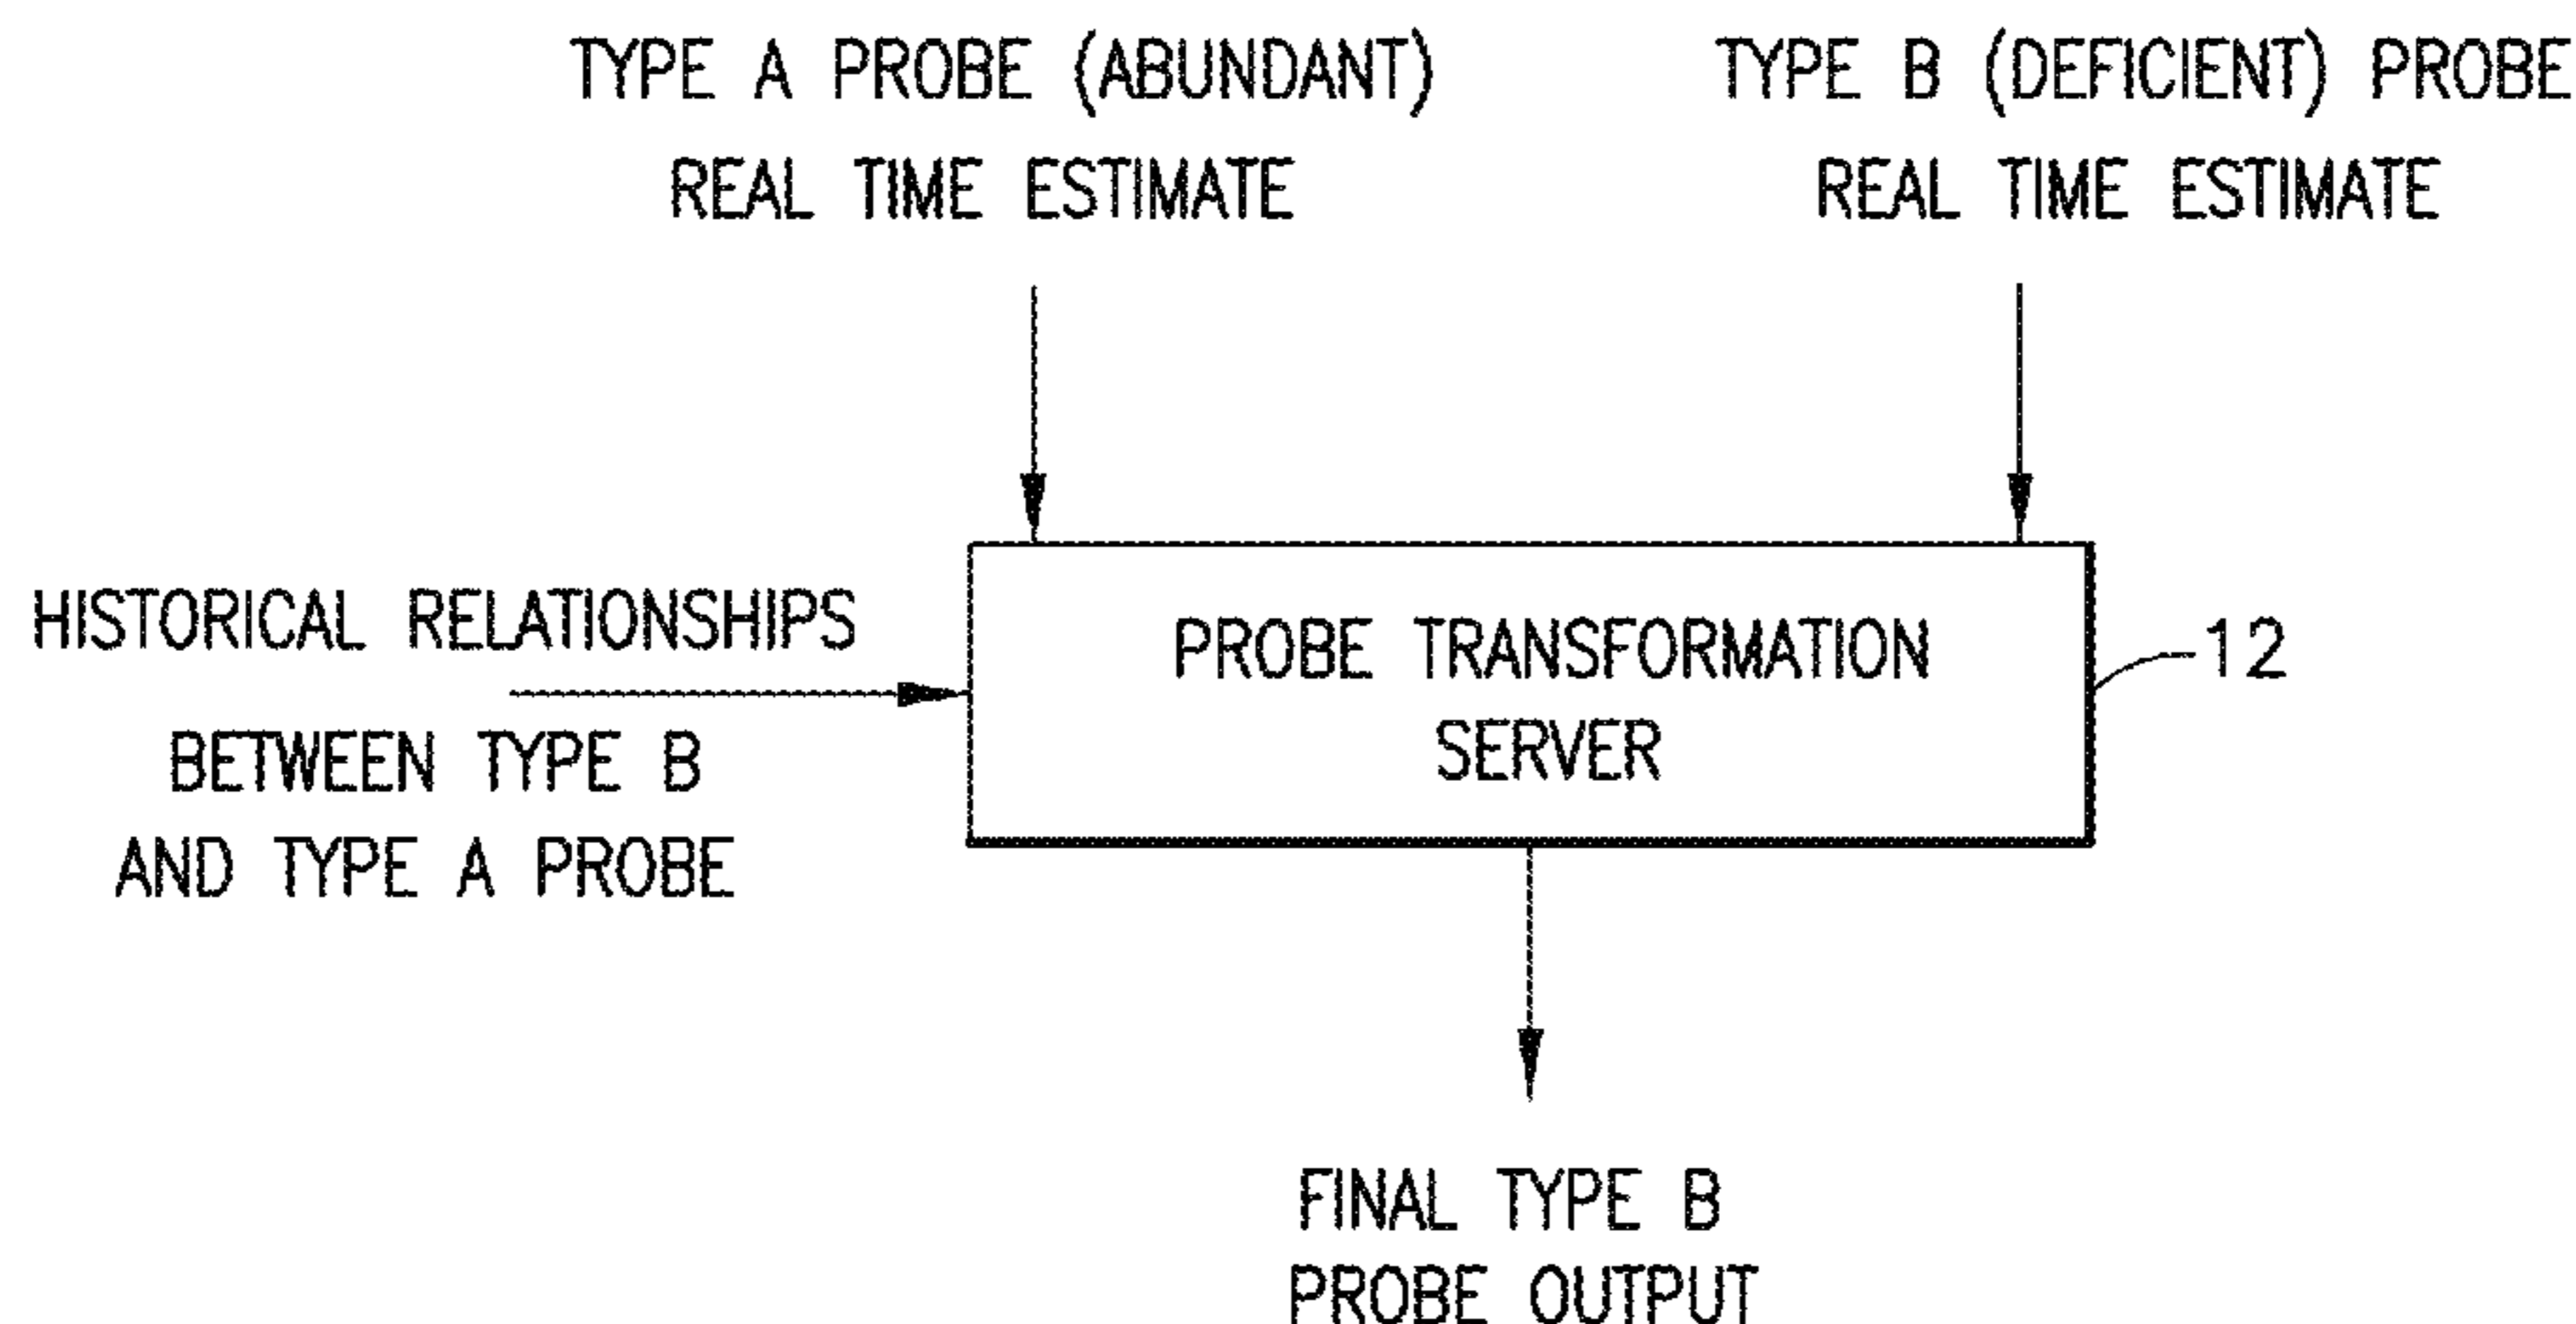 TYPE A PROBE (ABUNDANT)
REAL TIME ESTIMATE
TYPE B (DEFICIENT) PROBE
REAL TIME ESTIMATE
HISTORICAL RELATIONSHIPS
BETWEEN TYPE B
AND TYPE A PROBE
PROBE TRANSFORMATION
SERVER
12
FINAL TYPE B
PROBE OUTPUT